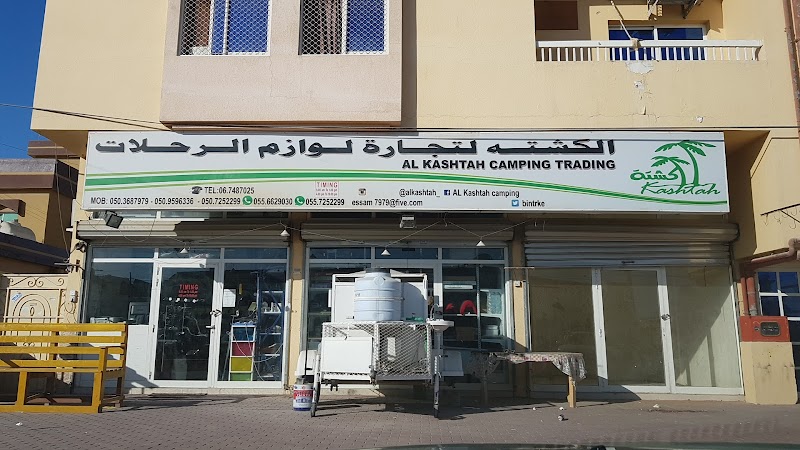 الكشته لتجارة لوازم الرحلات
AL KASHTAH CAMPING TRADING
كشتة
Kashtah
TEL:06.7487025
TIMING
@alkashtah_
AL Kashtah camping
MOB: 050.3687979 - 050.9596336 - 050.7252299
055.6629030
055.7252299
essam 7979@five.com
bintrke
TIMING